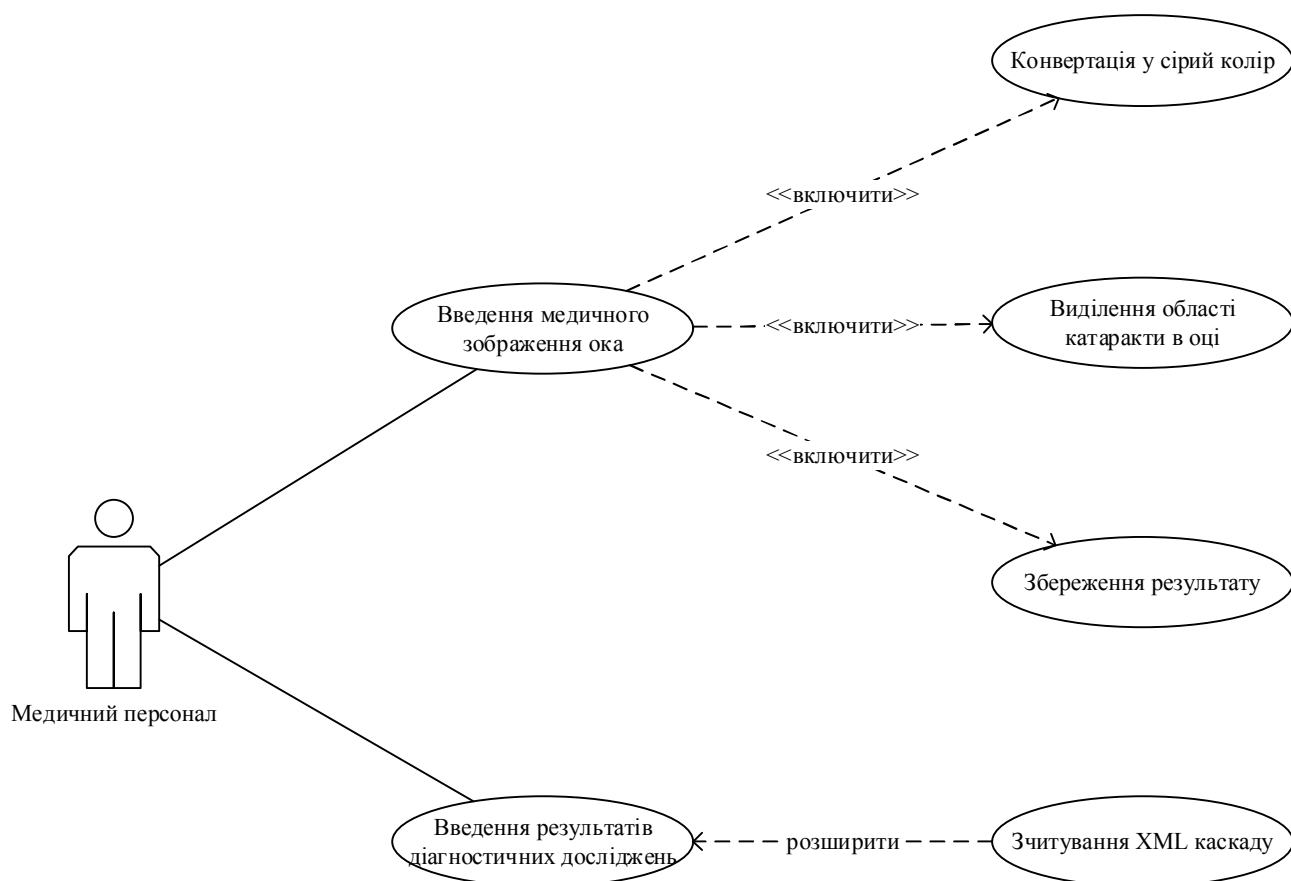 Конвертація у сірий колір
<<включити>>
Введення медичного
зображення ока
<<включити>>
Виділення області
катаракти в оці
<<включити>>
Збереження результату
Медичний персонал
Введення результатів
діагностичних досліджень
розширити
Зчитування XML каскаду